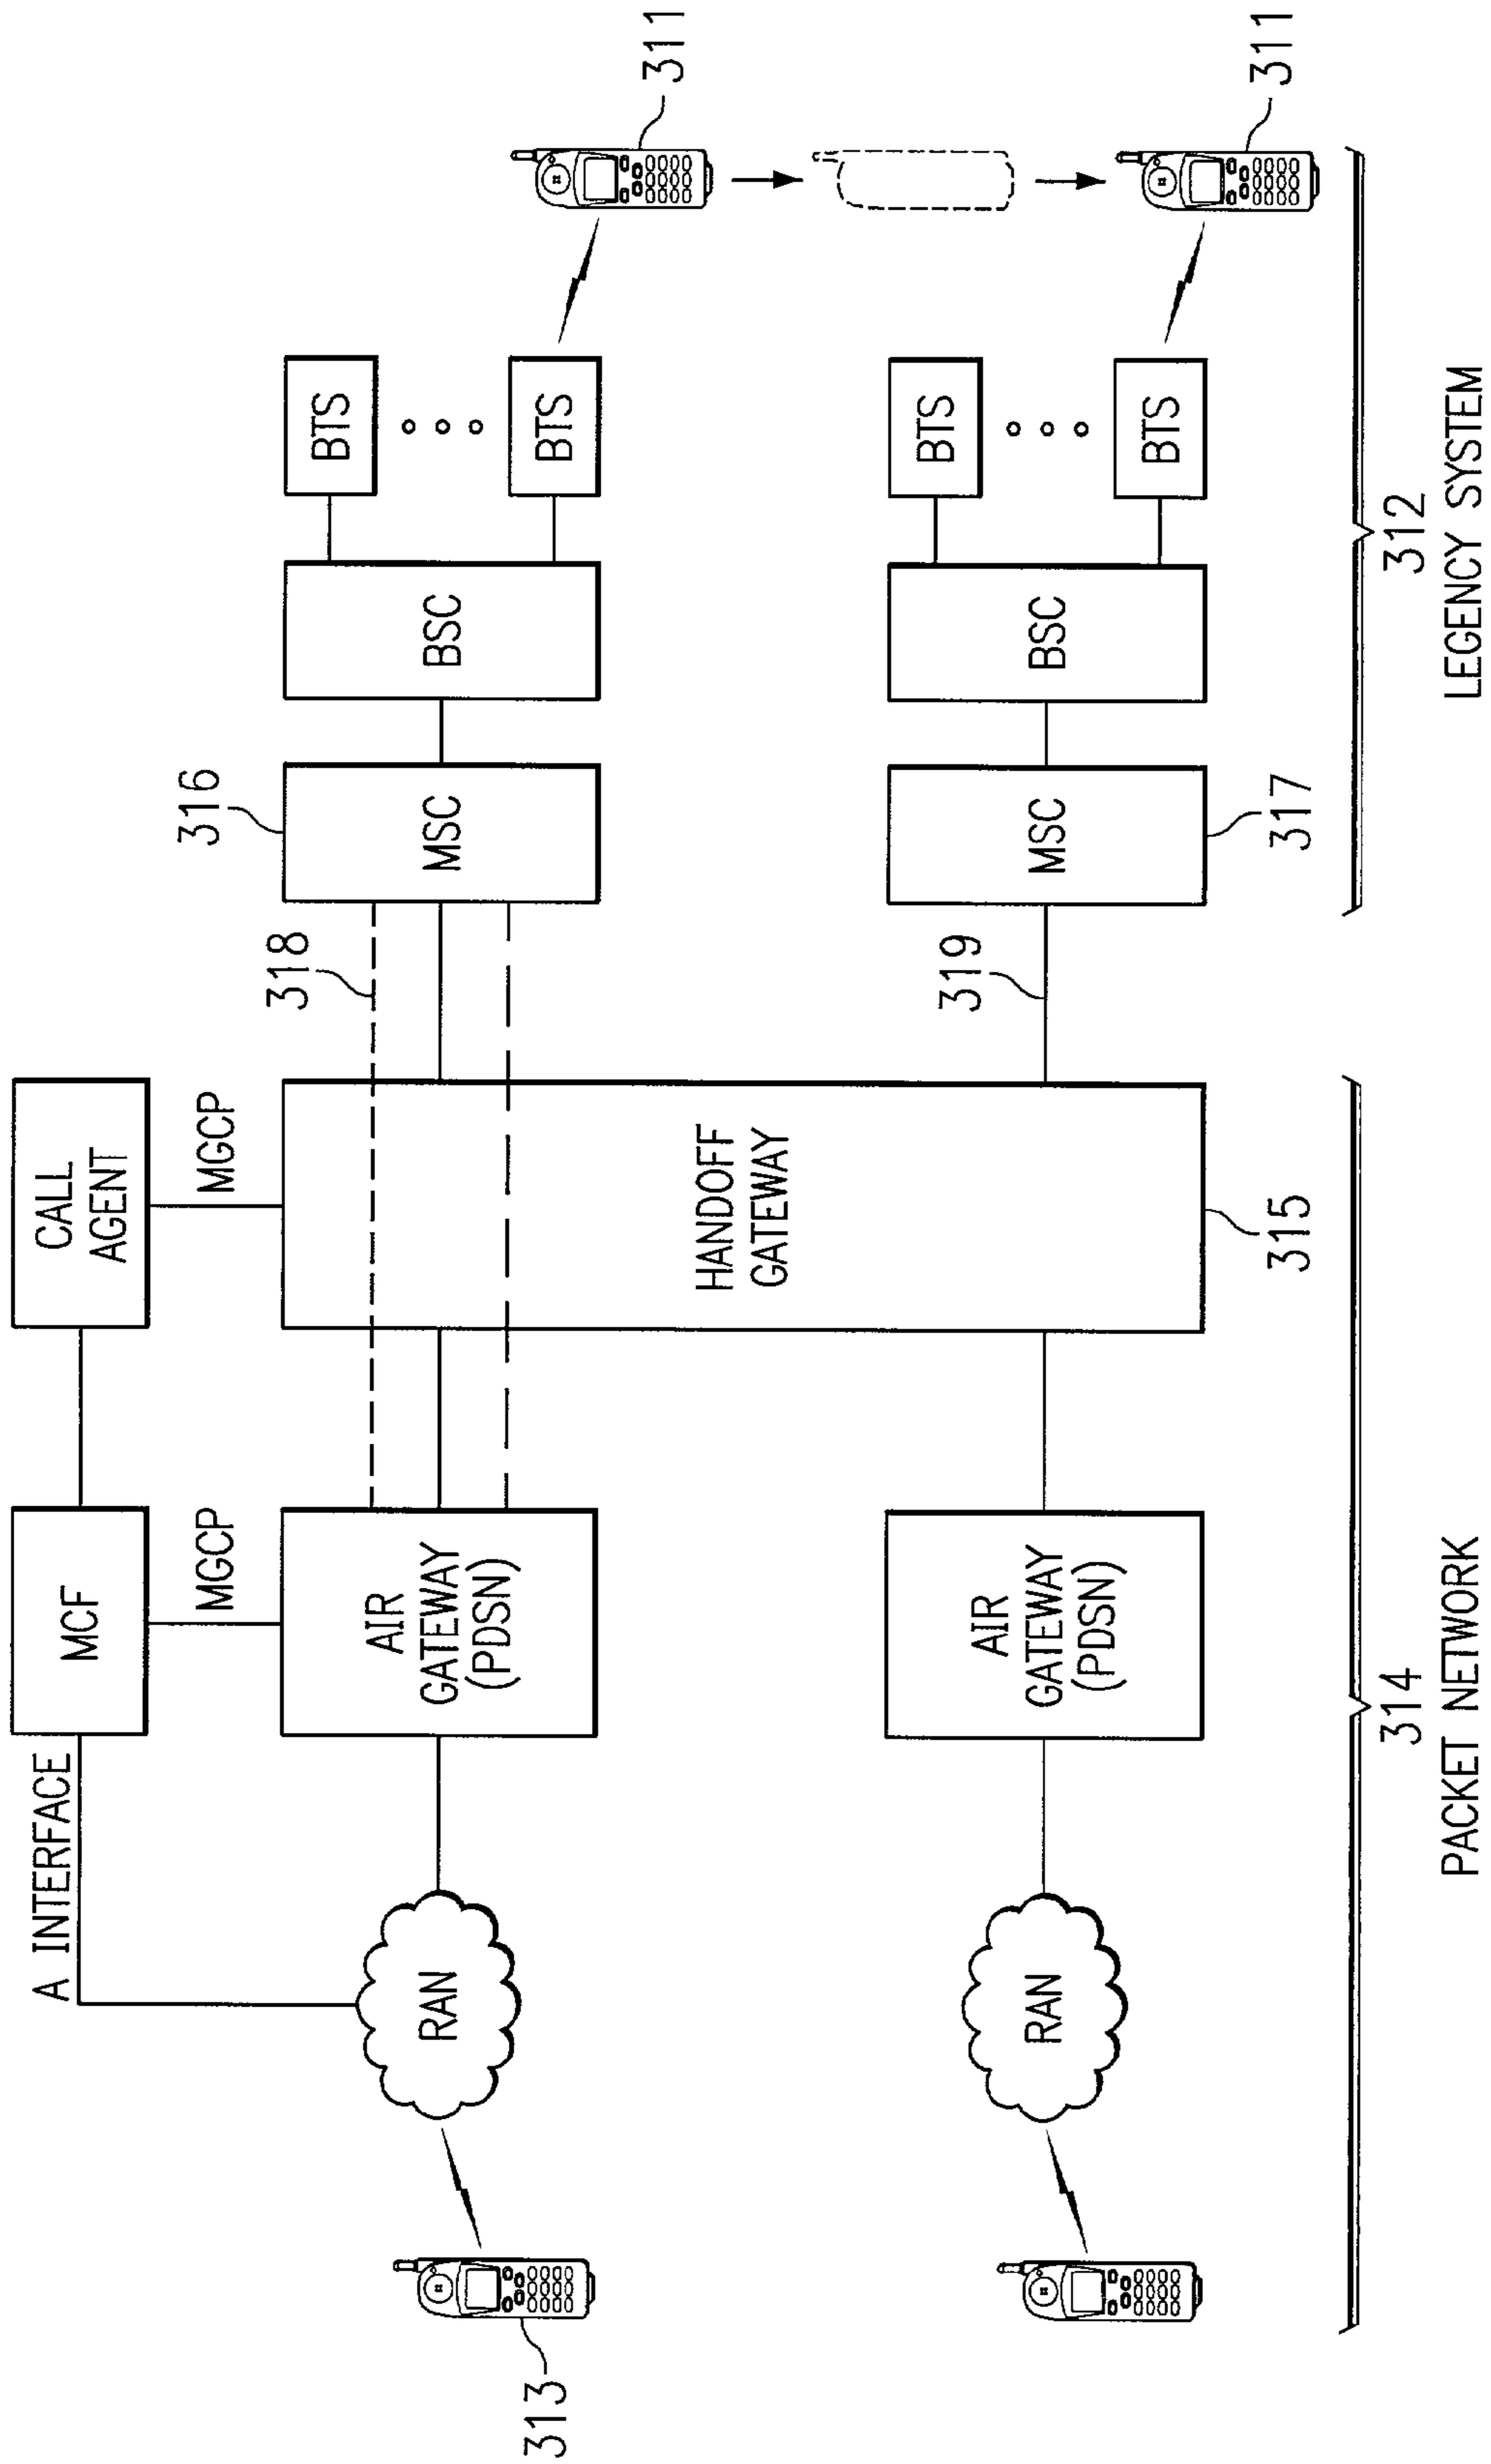 A INTERFACE
MCF
CALL
AGENT
MGCP
MGCP
313
RAN
AIR
GATEWAY
(PDSN)
318
316
MSC
BSC
BTS
BTS
311
HANDOFF
GATEWAY
RAN
AIR
GATEWAY
(PDSN)
315
319
MSC
317
BSC
BTS
BTS
311
314
PACKET NETWORK
312
LEGENCY SYSTEM